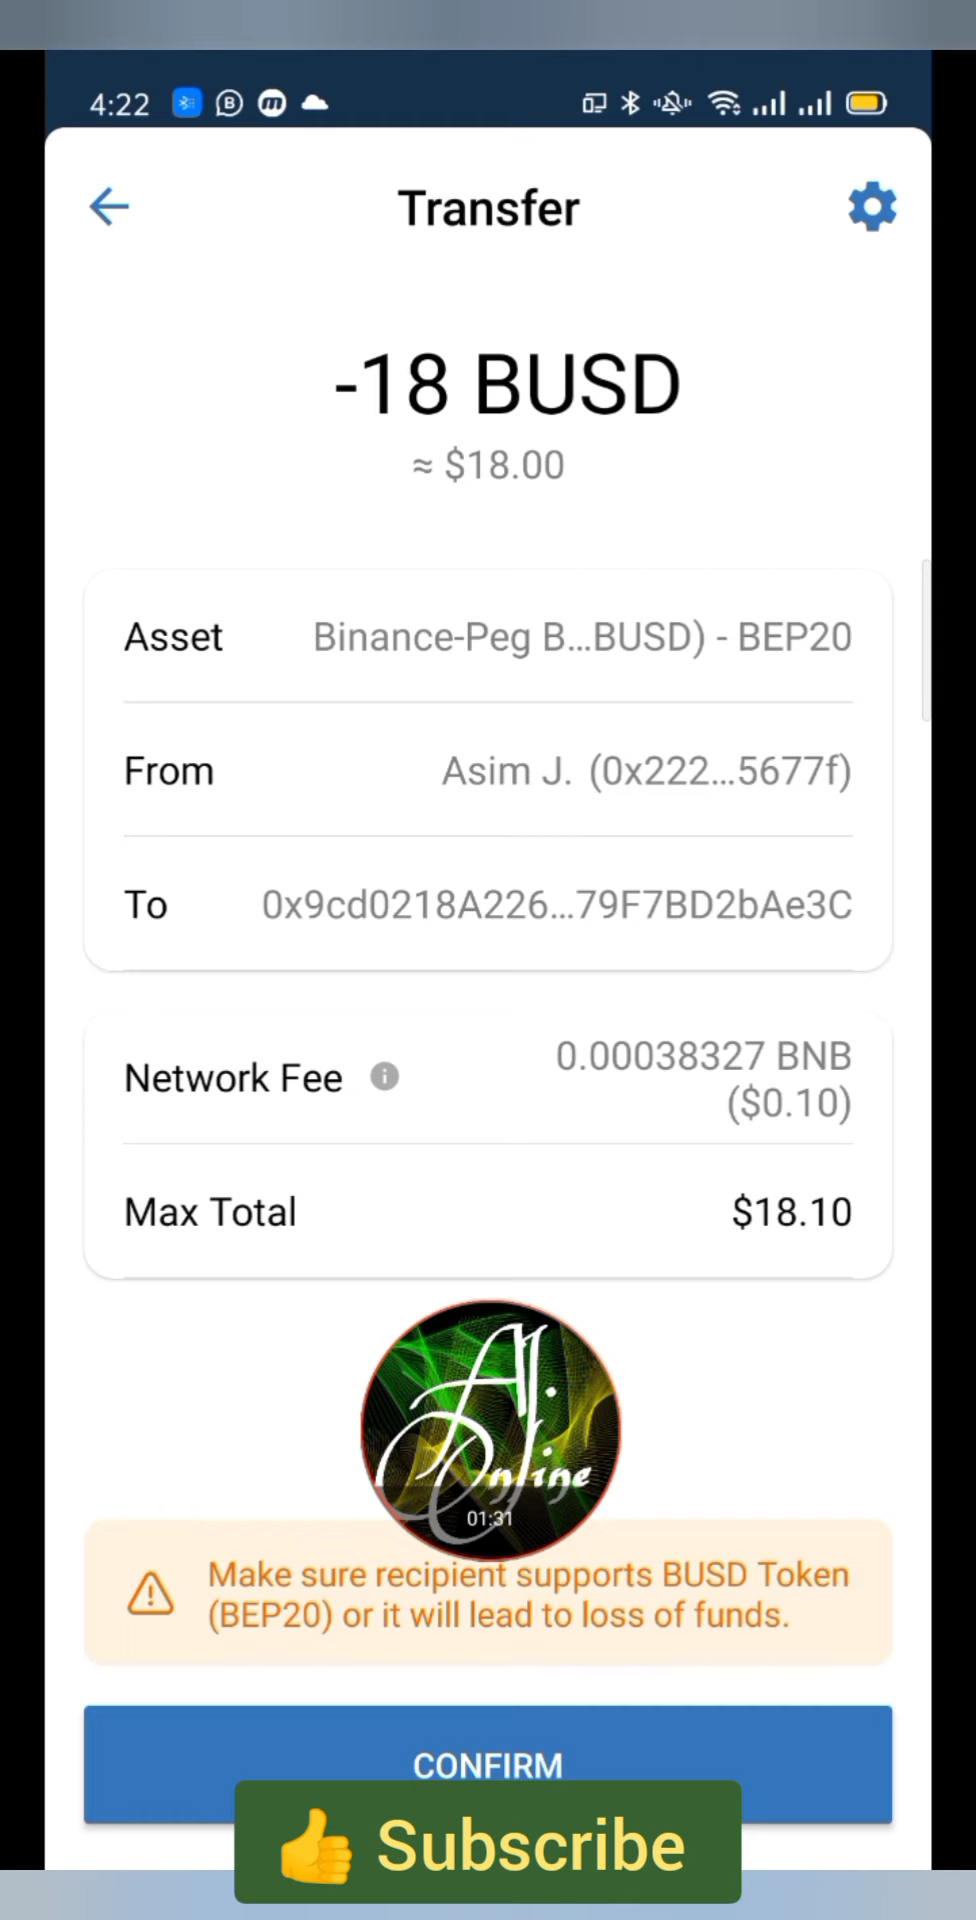 4:22
Transfer
-18 BUSD
≈ $18.00
Asset Binance-Peg B...BUSD) - BEP20
From Asim J. (0x222...5677f)
To 0x9cd0218A226...79F7BD2bAe3C
Network Fee 0.00038327 BNB
($0.10)
Max Total $18.10
AJ.
Online
01:31
Make sure recipient supports BUSD Token
(BEP20) or it will lead to loss of funds.
CONFIRM
👍 Subscribe